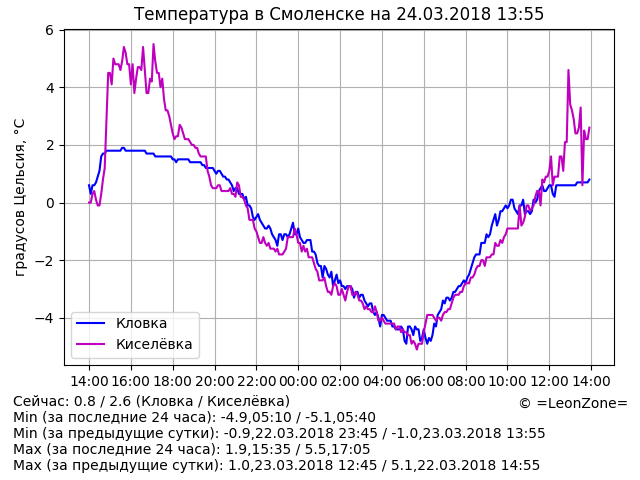 Температура в Смоленске на 24.03.2018 13:55
градусов Цельсия, °C
6
4
2
0
−2
−4
Кловка
Киселёвка
14:00 16:00 18:00 20:00 22:00 00:00 02:00 04:00 06:00 08:00 10:00 12:00 14:00
Сейчас: 0.8 / 2.6 (Кловка / Киселёвка)
© =LeonZone=
Min (за последние 24 часа): -4.9,05:10 / -5.1,05:40
Min (за предыдущие сутки): -0.9,22.03.2018 23:45 / -1.0,23.03.2018 13:55
Max (за последние 24 часа): 1.9,15:35 / 5.5,17:05
Max (за предыдущие сутки): 1.0,23.03.2018 12:45 / 5.1,22.03.2018 14:55